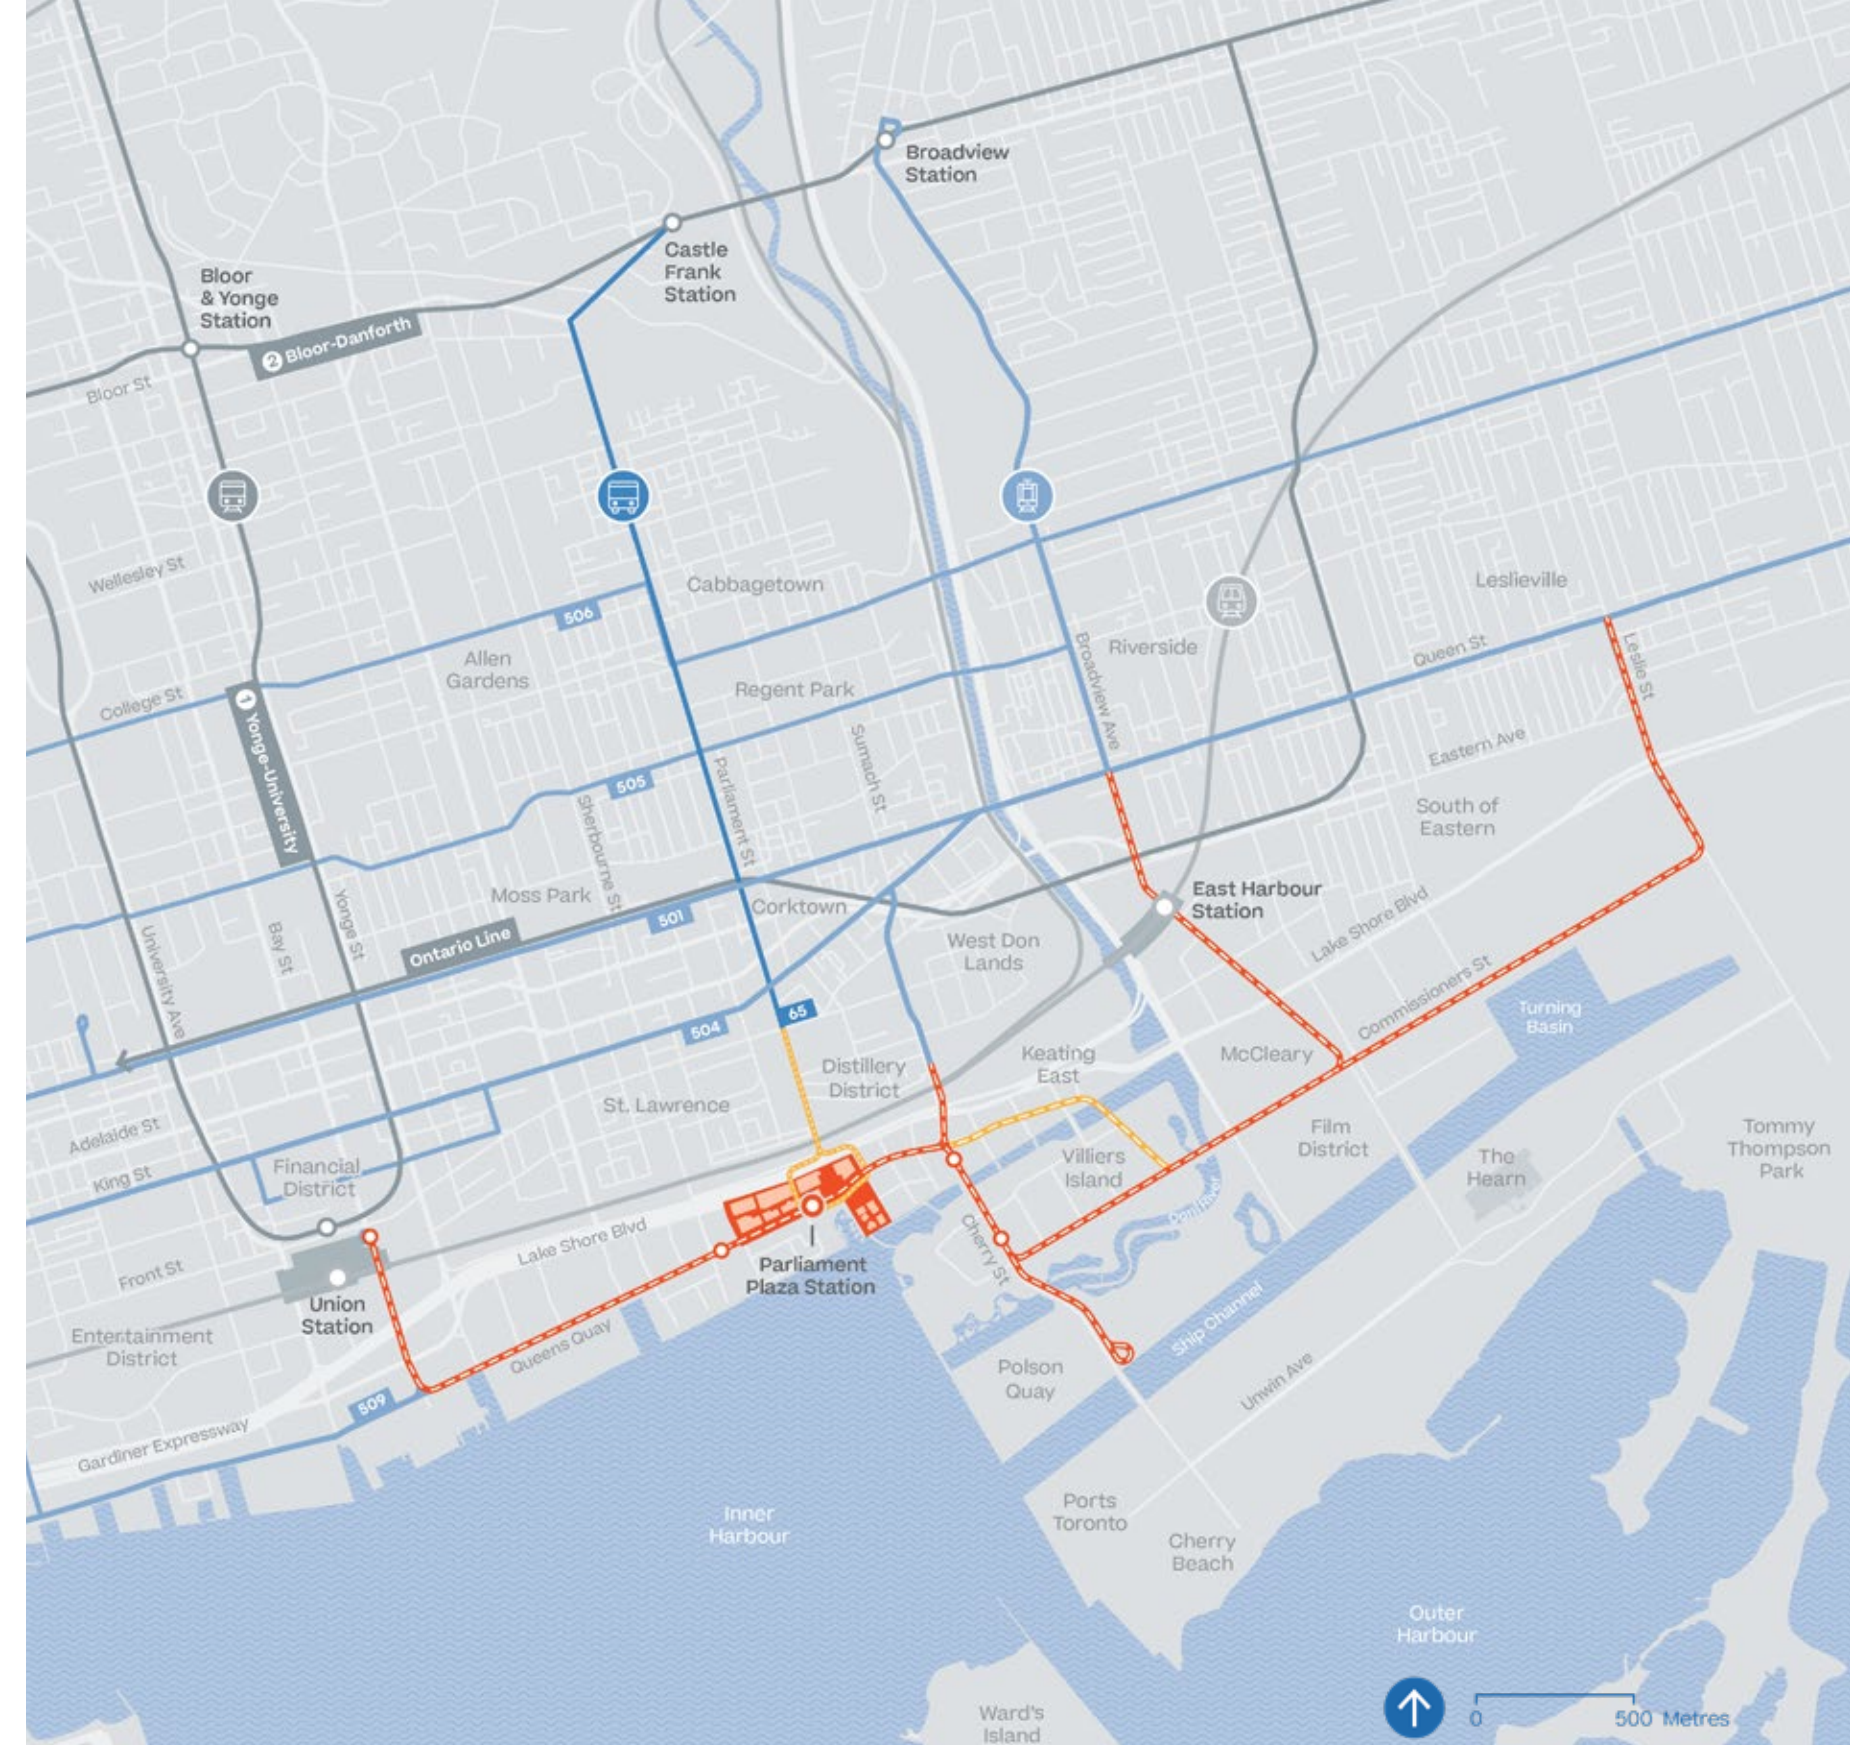 Broadview
Station
Castle
Frank
Station
Bloor
& Yonge
Station
2 Bloor-Danforth
Bloor St
Wellesley St
Cabbagetown
Leslieville
506
Riverside
Queen St
Leslie St
Allen
Gardens
College St
Broadview Ave
Regent Park
1 Yonge-University
Sumach St
Eastern Ave
505
Parliament St
Sherbourne St
South of
Eastern
Moss Park
Corktown
East Harbour
Station
501
Yonge St
Bay St
University Ave
Ontario Line
West Don
Lands
Lake Shore Blvd
Commissioners St
65
504
Turning
Basin
Distillery
District
Keating
East
McCleary
St. Lawrence
Adelaide St
King St
Financial
District
Villiers
Island
Film
District
The
Hearn
Tommy
Thompson
Park
Don River
Lake Shore Blvd
Cherry St
Front St
Parliament
Plaza Station
Union
Station
Ship Channel
Entertainment
District
Queens Quay
Polson
Quay
Unwin Ave
509
Gardiner Expressway
Inner
Harbour
Ports
Toronto
Cherry
Beach
Outer
Harbour
Ward's
Island
0 500 Metres